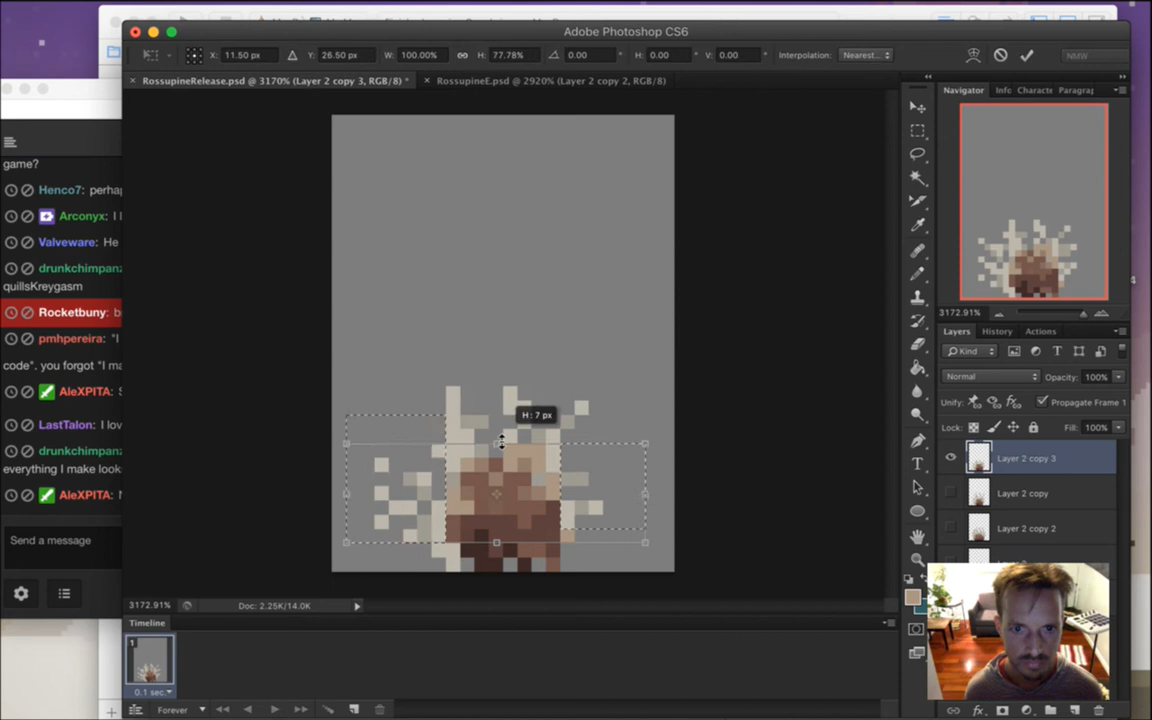 Adobe Photoshop CS6
X: 11.50 px
Y: 26.50 px
W: 100.00%
H: 77.78%
0.00 °
H: 0.00 °
V: 0.00 °
Interpolation: Nearest...
NMW
× RossupineRelease.psd @ 3170% (Layer 2 copy 3, RGB/8) *
× RossupineE.psd @ 2920% (Layer 2 copy 2, RGB/8)
game?
Henco7: perhap
Arconyx: I l
Valveware: He
drunkchimpanz
quillsKreygasm
Rocketbuny: b
pmhpereira: "I
code". you forgot "I ma
AleXPITA: S
LastTalon: I lov
drunkchimpanz
everything I make look
AleXPITA: N
Send a message
H: 7 px
3172.91%
Doc: 2.25K/14.0K
Timeline
1
0.1 sec.
Forever
Navigator
Info
Characte
Paragrap
3172.91%
Layers
History
Actions
Kind
Normal
Opacity: 100%
Unify:
Propagate Frame 1
Lock:
Fill: 100%
Layer 2 copy 3
Layer 2 copy
Layer 2 copy 2